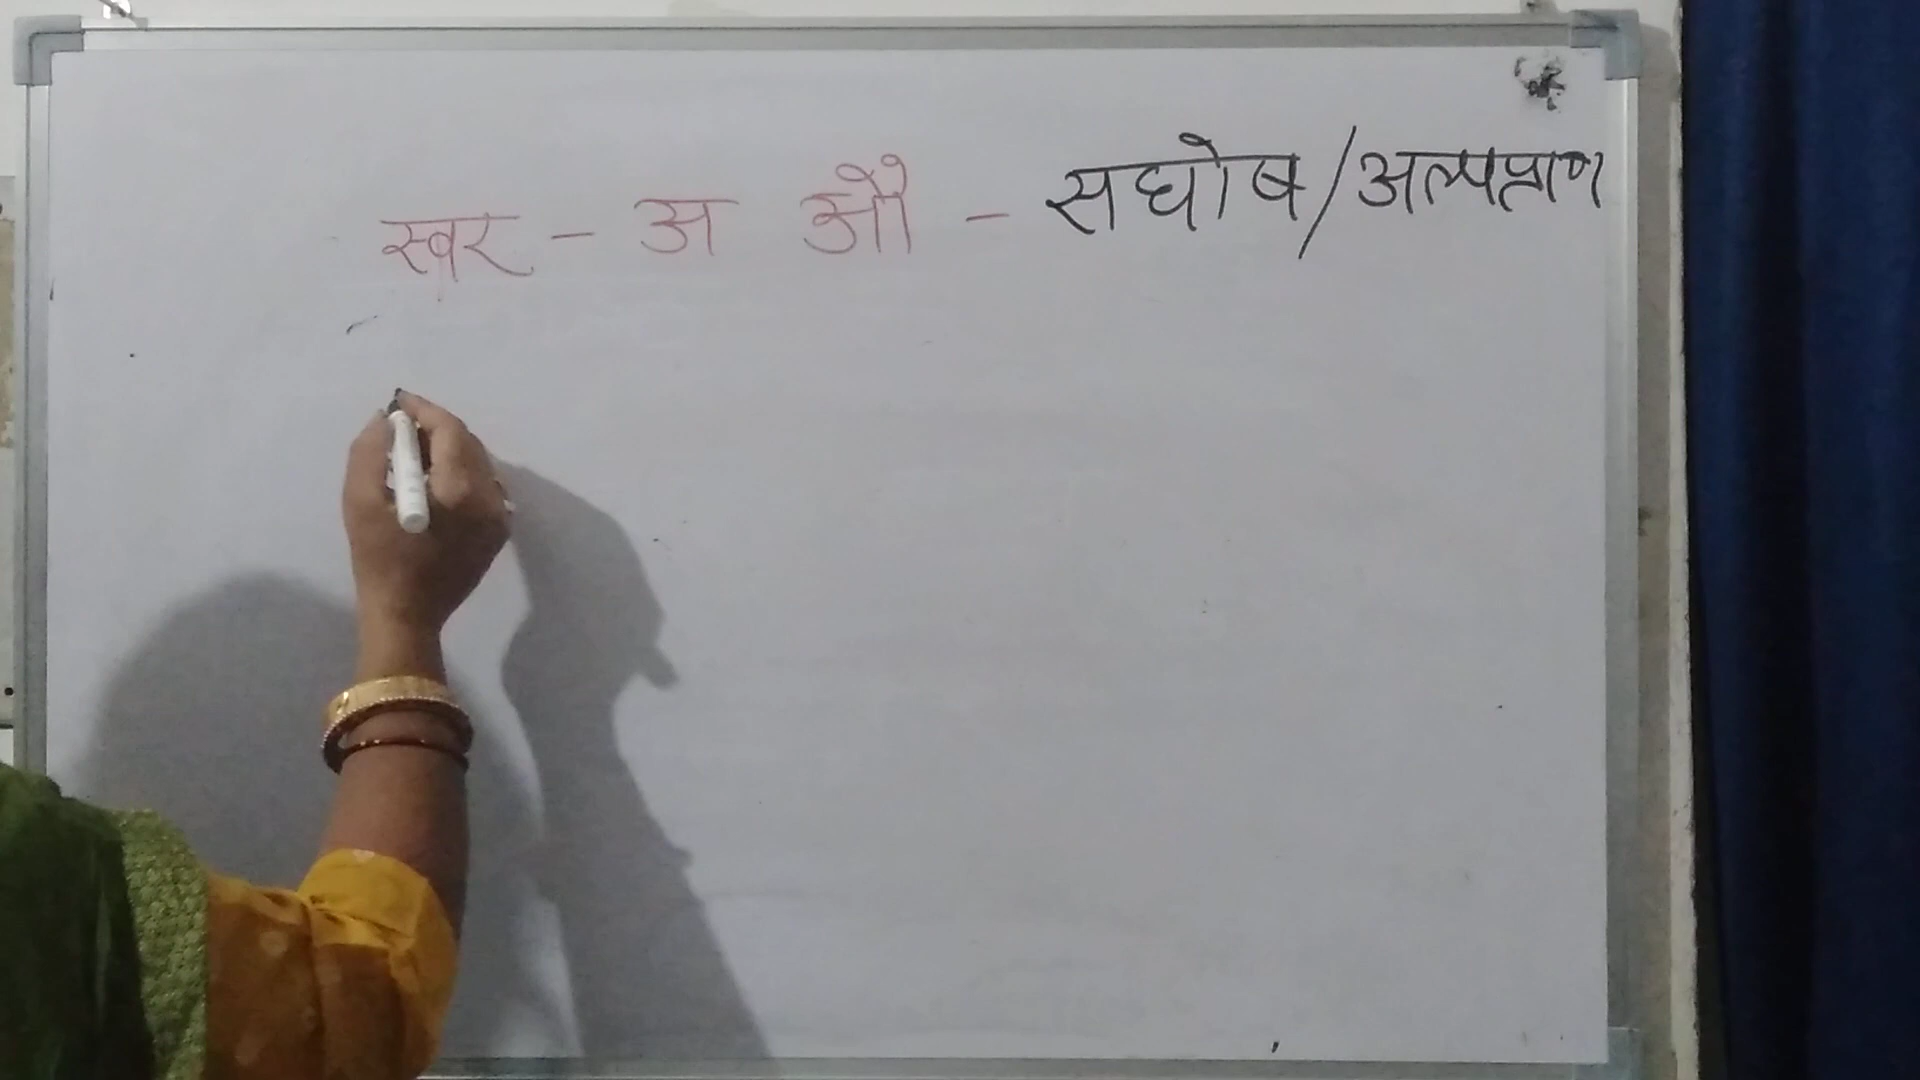 स्वर - अ औ - सघोष/अल्पप्राण